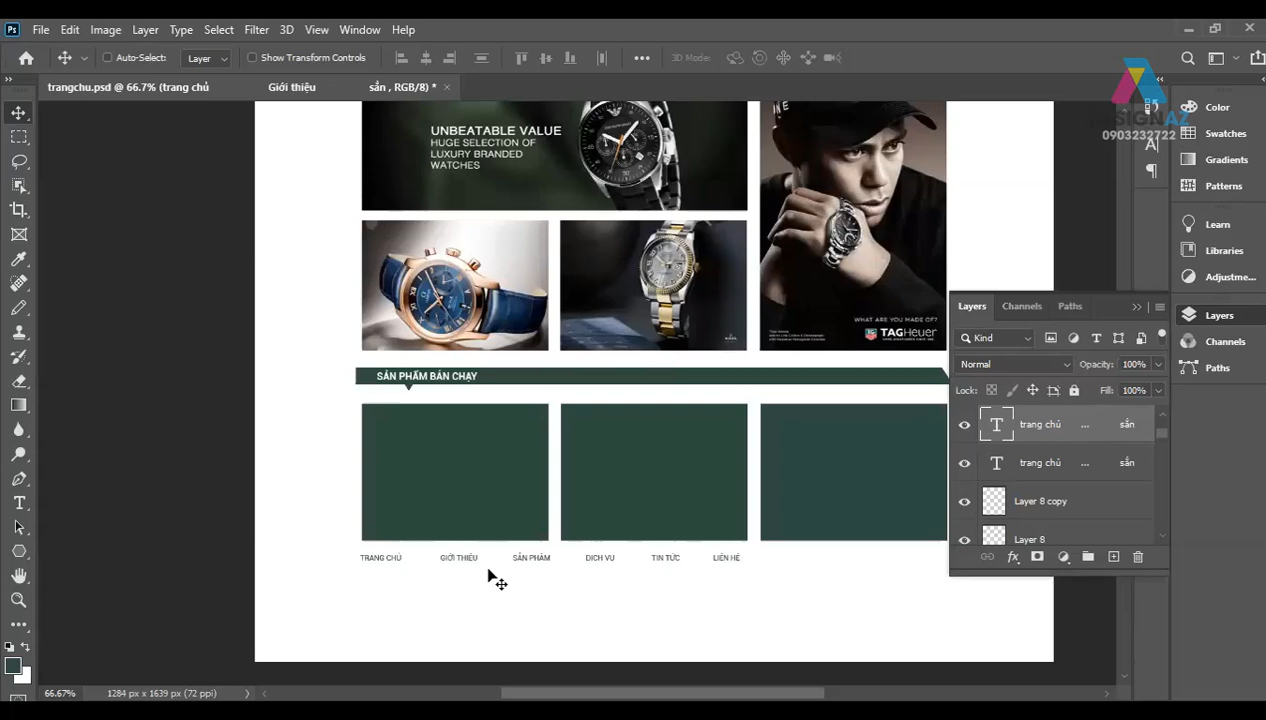 Ps File Edit Image Layer Type Select Filter 3D View Window Help
Auto-Select: Layer Show Transform Controls 3D Mode:
trangchu.psd @ 66.7% (trang chủ Giới thiệu sản , RGB/8) *
0903232722
Color
Swatches
Gradients
Patterns
Learn
Libraries
Adjustme...
Layers
Channels
Paths
UNBEATABLE VALUE
HUGE SELECTION OF
LUXURY BRANDED
WATCHES
WHAT ARE YOU MADE OF?
TAGHeuer
SẢN PHẨM BÁN CHẠY
TRANG CHỦ GIỚI THIỆU SẢN PHẨM DỊCH VỤ TIN TỨC LIÊN HỆ
Layers Channels Paths
Kind
Normal Opacity: 100%
Lock: Fill: 100%
T trang chủ ... sản
T trang chủ ... sản
Layer 8 copy
Layer 8
fx
66.67% 1284 px x 1639 px (72 ppi)